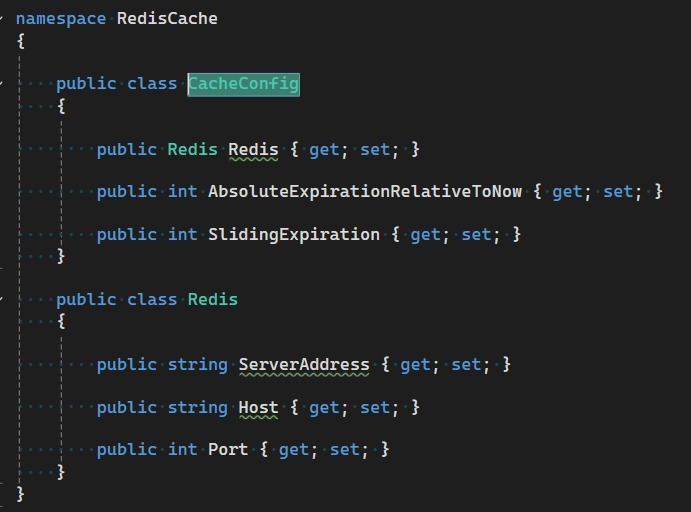 namespace RedisCache
{
    public class CacheConfig
    {
        public Redis Redis { get; set; }
        public int AbsoluteExpirationRelativeToNow { get; set; }
        public int SlidingExpiration { get; set; }
    }
    public class Redis
    {
        public string ServerAddress { get; set; }
        public string Host { get; set; }
        public int Port { get; set; }
    }
}